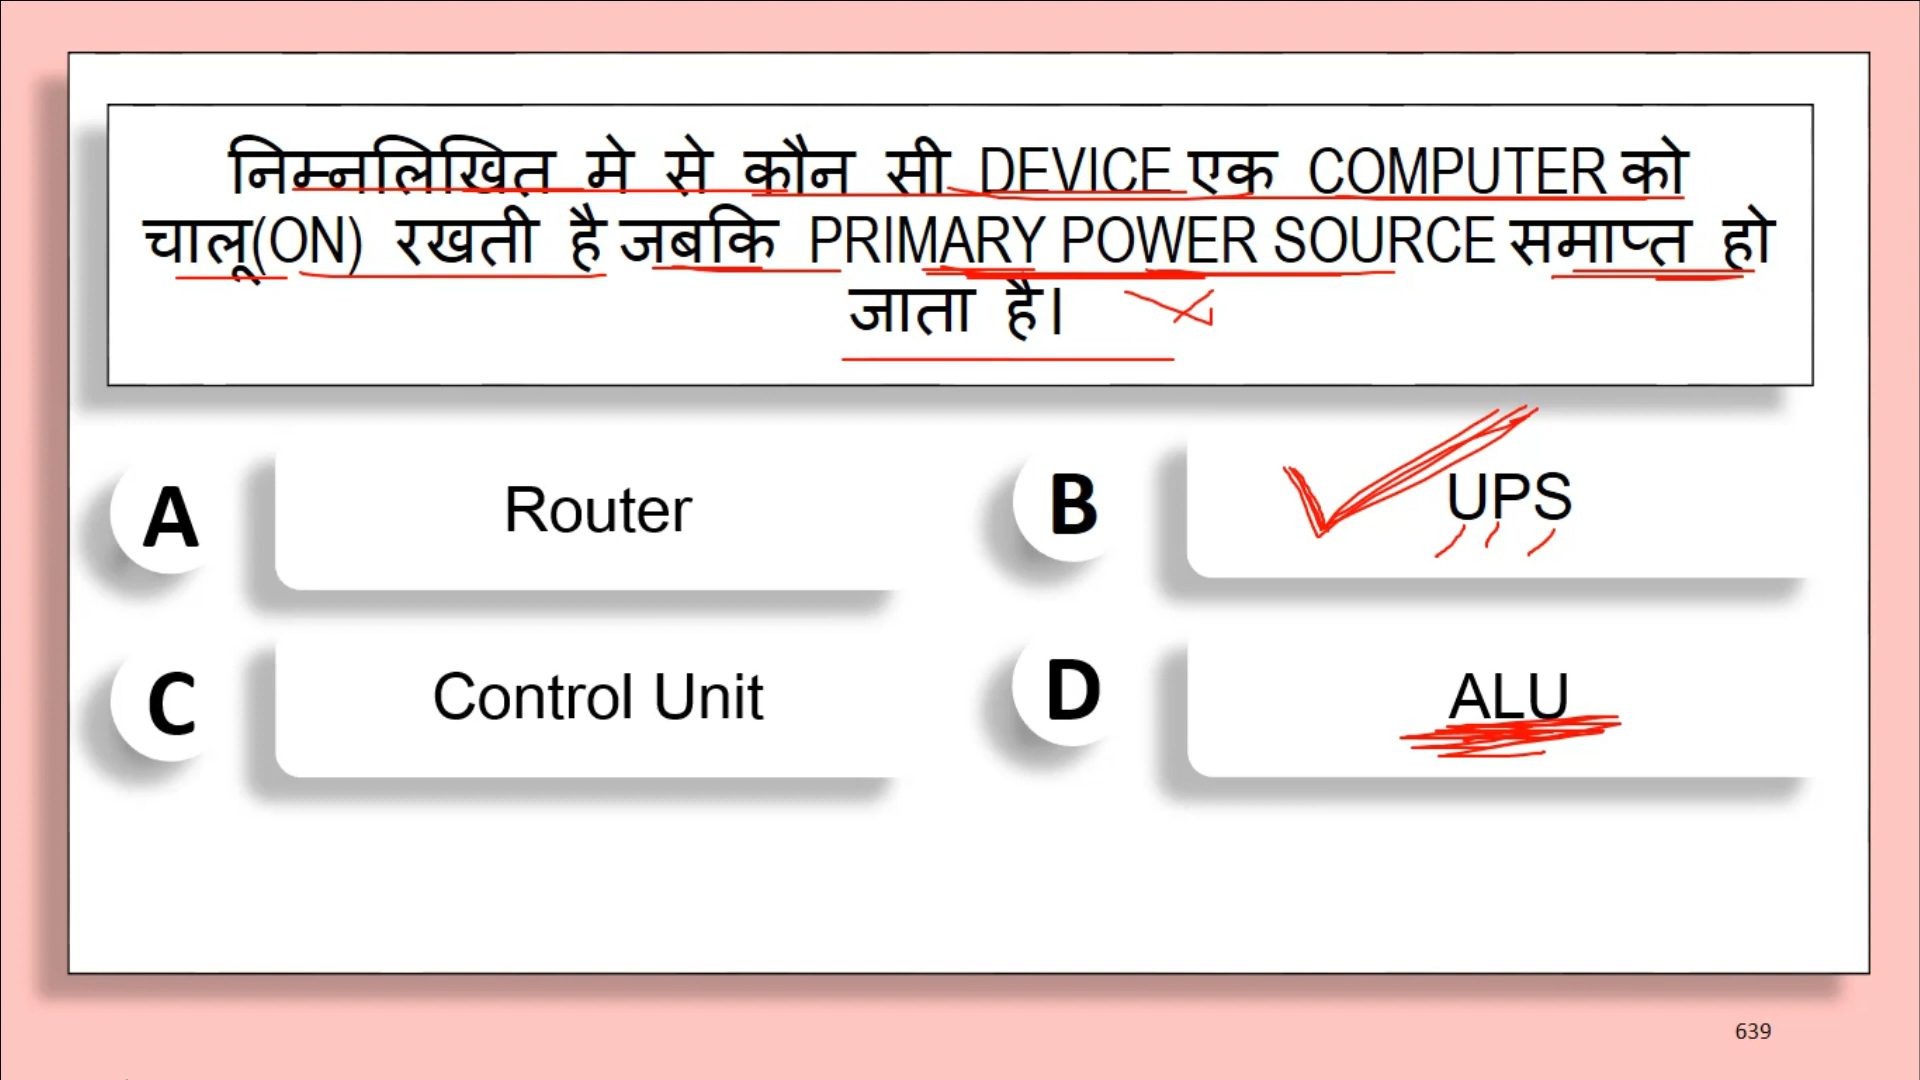 निम्नलिखित मे से कौन सी DEVICE एक COMPUTER को
चालू(ON) रखती है जबकि PRIMARY POWER SOURCE समाप्त हो
जाता है।
A Router
B UPS
C Control Unit
D ALU
639